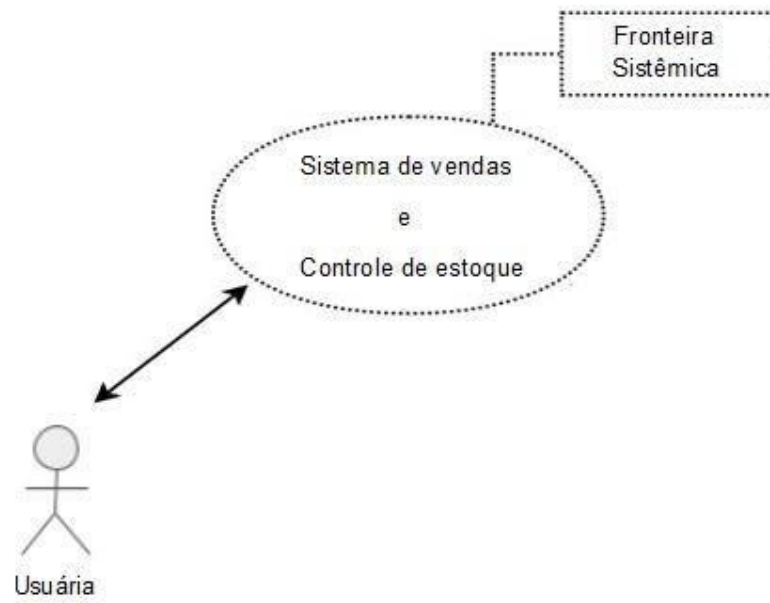 Fronteira
Sistêmica
Sistema de vendas
e
Controle de estoque
Usuária